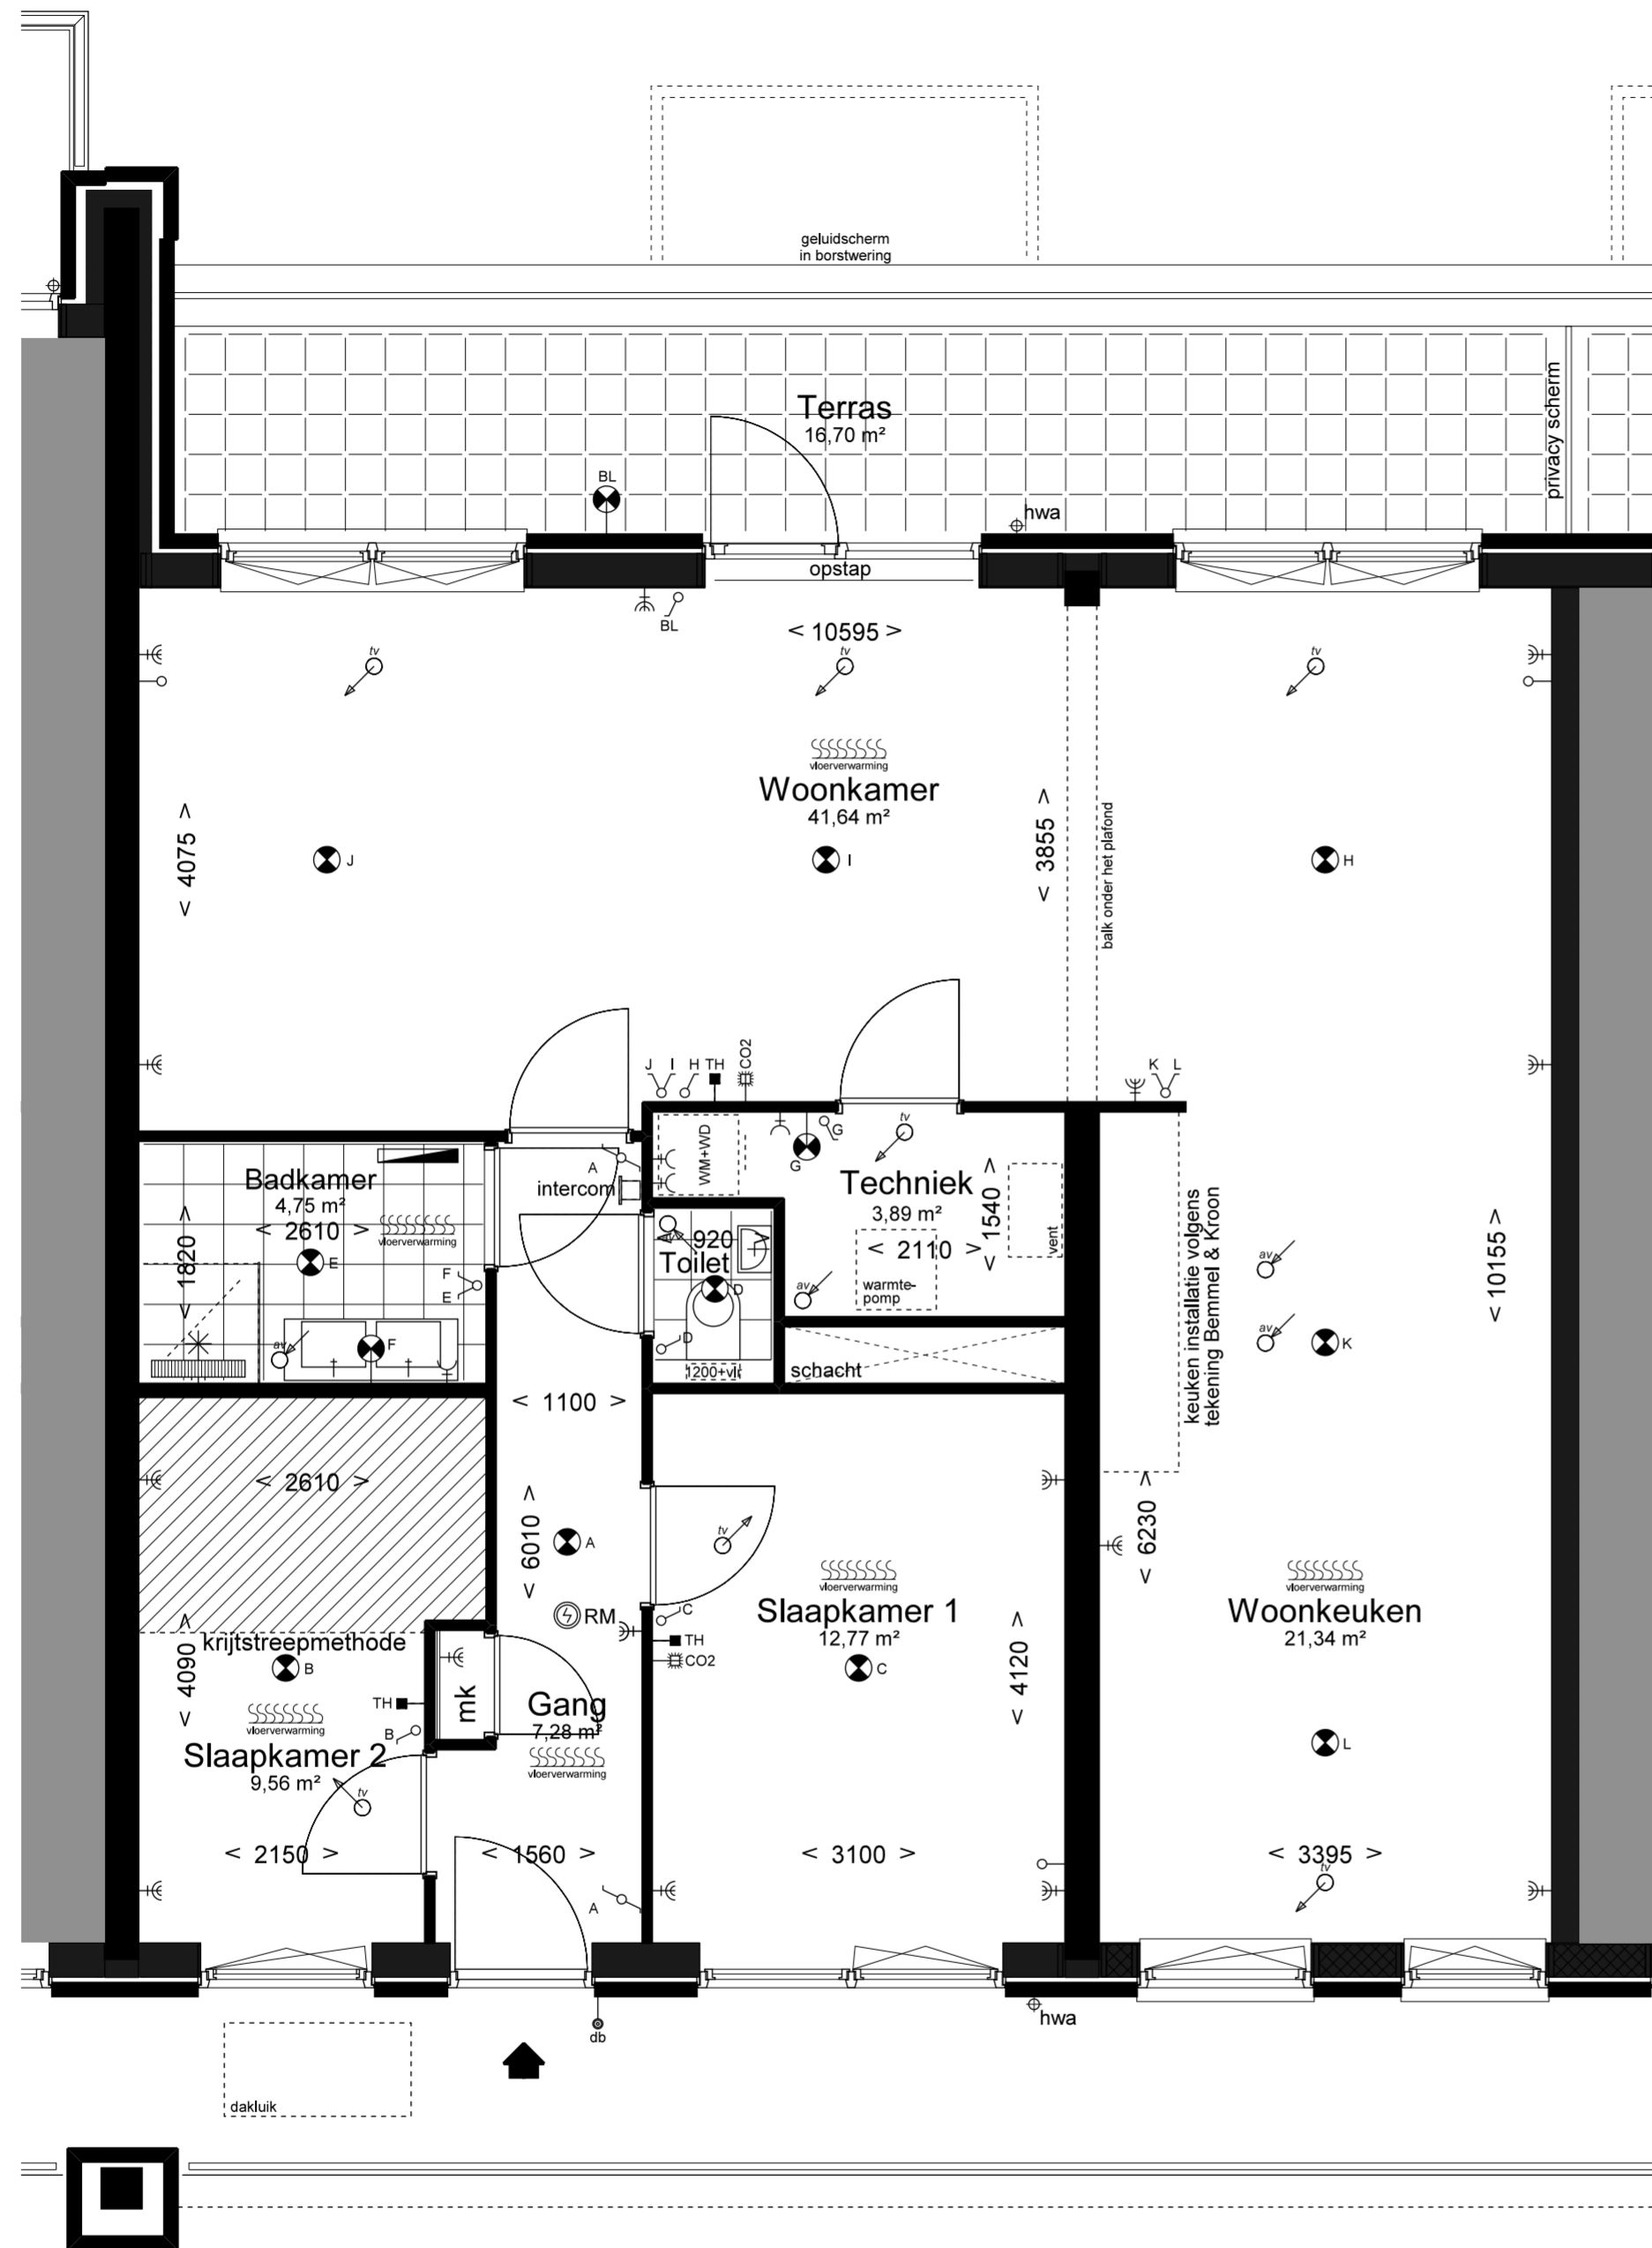 geluidscherm
in borstwering
Terras
16,70 m²
privacy scherm
BL
hwa
opstap
BL
< 10595 >
tv
tv
tv
vloerverwarming
Woonkamer
41,64 m²
< 4075 >
< 3855 >
balk onder het plafond
J
I
H
J I H TH CO2
K L
A
intercom
WM+WD
G
G
tv
Techniek
3,89 m²
< 2110 >
< 1540 >
vent
warmte-
pomp
av
Badkamer
4,75 m²
< 2610 >
vloerverwarming
< 1820 >
E
F
E
F
av
920
Toilet
D
D
1200+vlr
schacht
keuken installatie volgens
tekening Bemmel & Kroon
av
av
K
< 10155 >
< 1100 >
< 2610 >
< 6010 >
A
RM
tv
C
TH
CO2
vloerverwarming
Slaapkamer 1
12,77 m²
C
< 4120 >
< 6230 >
vloerverwarming
Woonkeuken
21,34 m²
L
krijtstreepmethode
B
< 4090 >
TH
B
vloerverwarming
Slaapkamer 2
9,56 m²
tv
mk
Gang
7,28 m²
vloerverwarming
< 2150 >
< 1560 >
< 3100 >
< 3395 >
tv
A
db
hwa
dakluik